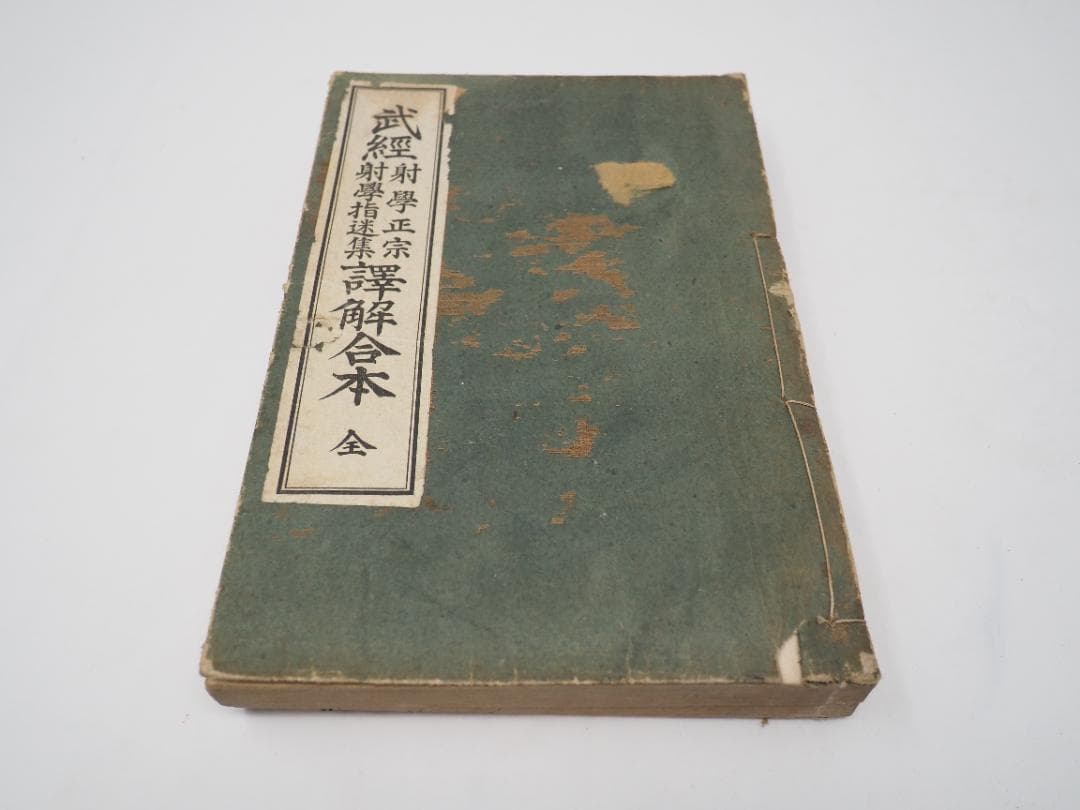 武經
射學正宗
射學指迷集
譯解合本
全